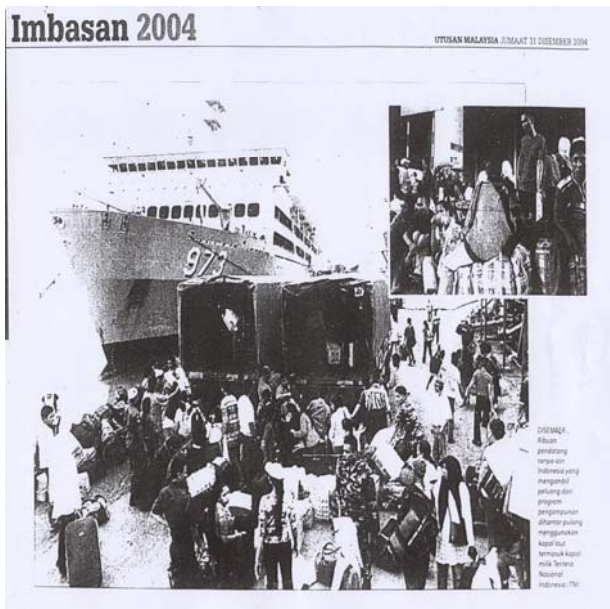 Imbasan 2004
UTUSAN MALAYSIA JUMAAT 31 DISEMBER 2004
973
DISEMBER...
Ribuan
pendatang
tanpa izin
Indonesia yang
mengambil
peluang dari
program
pengampunan
dihantar pulang
menggunakan
kapal laut
termasuk kapal
milik Tentera
Nasional
Indonesia (TNI)